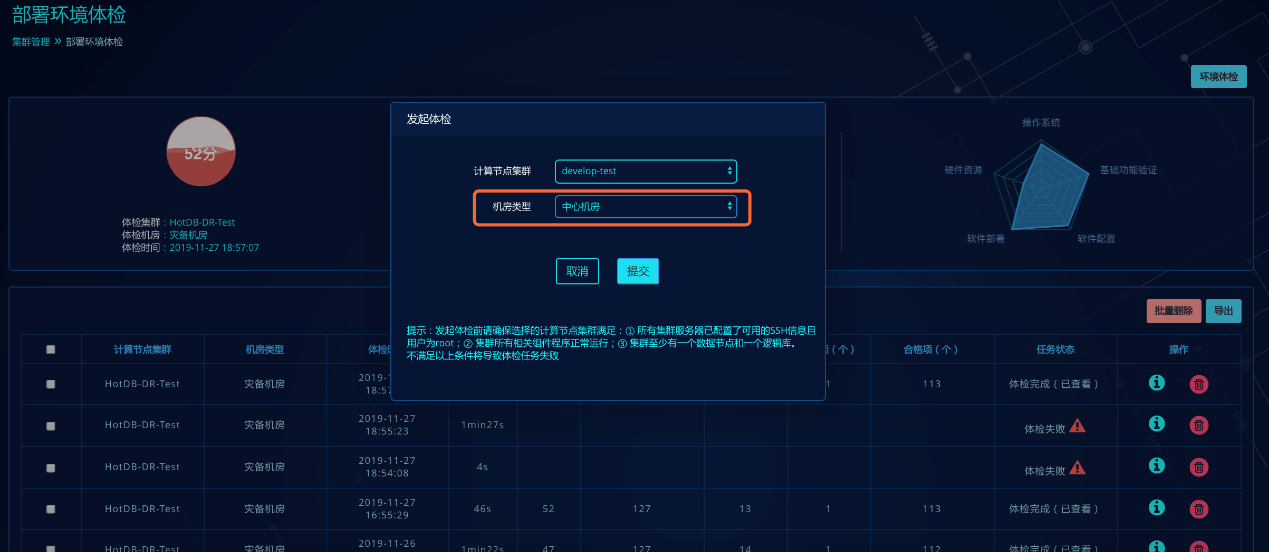 部署环境体检
集群管理 » 部署环境体检
环境体检
52分
体检集群：HotDB-DR-Test
体检机房：灾备机房
体检时间：2019-11-27 18:57:07
发起体检
计算节点集群 develop-test
机房类型 中心机房
取消 提交
提示：发起体检前请确保选择的计算节点集群满足：① 所有集群服务器已配置了可用的SSH信息且
用户为root；② 集群所有相关组件程序正常运行；③ 集群至少有一个数据节点和一个逻辑库。
不满足以上条件将导致体检任务失败
操作系统
硬件资源 基础功能验证
软件部署 软件配置
批量删除 导出
计算节点集群 机房类型 体检 （个） 合格项（个） 任务状态 操作
HotDB-DR-Test 灾备机房 2019-11- 18:57 1 113 体检完成（已查看）
HotDB-DR-Test 灾备机房 2019-11-27 18:55:23 1min27s 体检失败
HotDB-DR-Test 灾备机房 2019-11-27 18:54:08 4s 体检失败
HotDB-DR-Test 灾备机房 2019-11-27 16:55:29 46s 52 127 13 1 113 体检完成（已查看）
HotDB-DR-Test 灾备机房 2019-11-26 1min22s 47 127 14 1 112 体检完成（已查看）